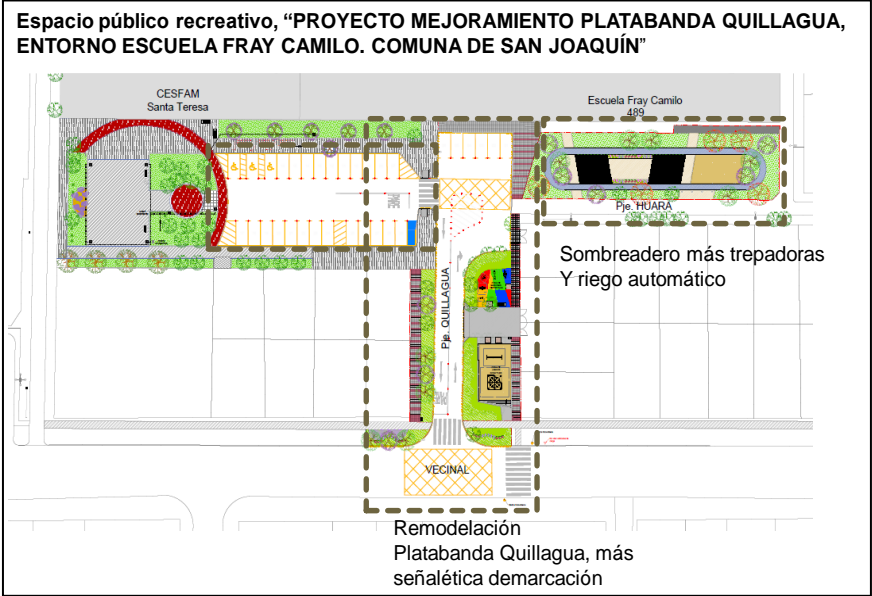 Espacio público recreativo, “PROYECTO MEJORAMIENTO PLATABANDA QUILLAGUA,
ENTORNO ESCUELA FRAY CAMILO. COMUNA DE SAN JOAQUÍN”
CESFAM
Santa Teresa
Escuela Fray Camilo
489
Pje. HUARA
Sombreadero más trepadoras
Y riego automático
Pje. QUILLAGUA
VECINAL
Remodelación
Platabanda Quillagua, más
señalética demarcación